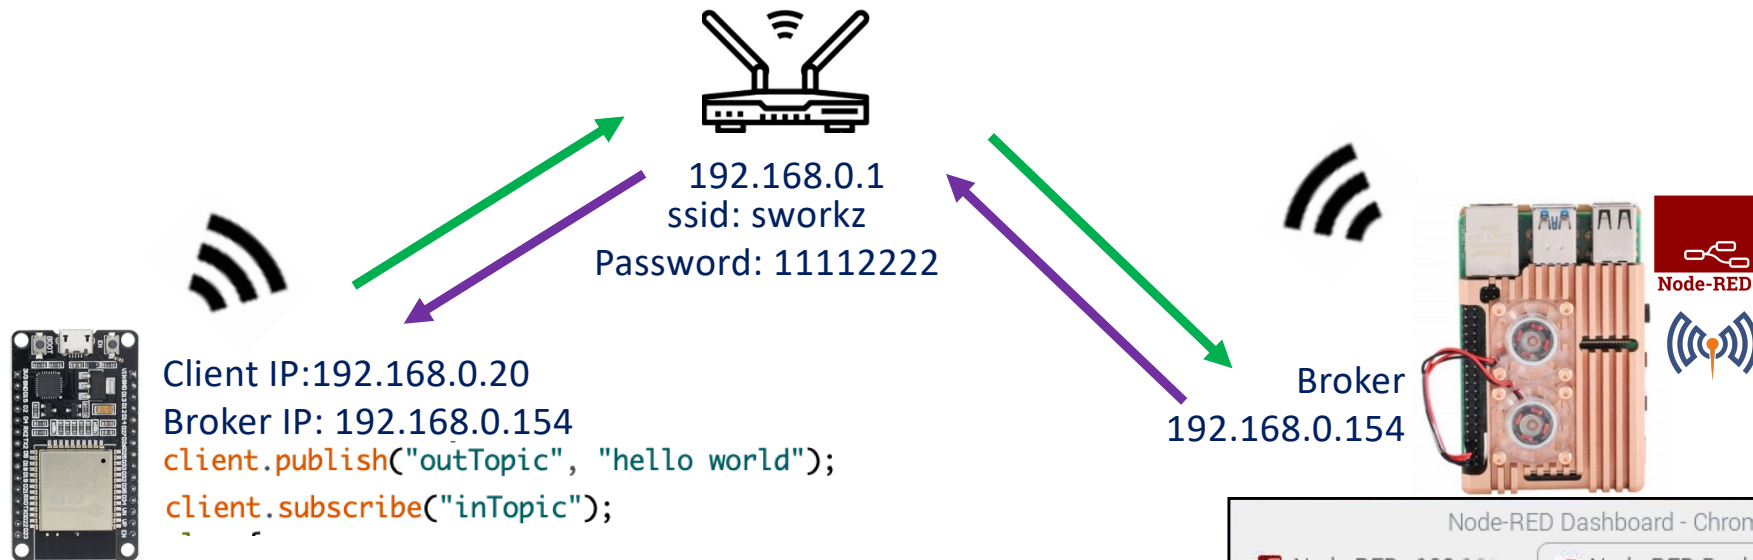 192.168.0.1
ssid: sworkz
Password: 11112222
Node-RED
Client IP:192.168.0.20
Broker IP: 192.168.0.154
client.publish("outTopic", "hello world");
client.subscribe("inTopic");
Broker
192.168.0.154
Node-RED Dashboard - Chrom